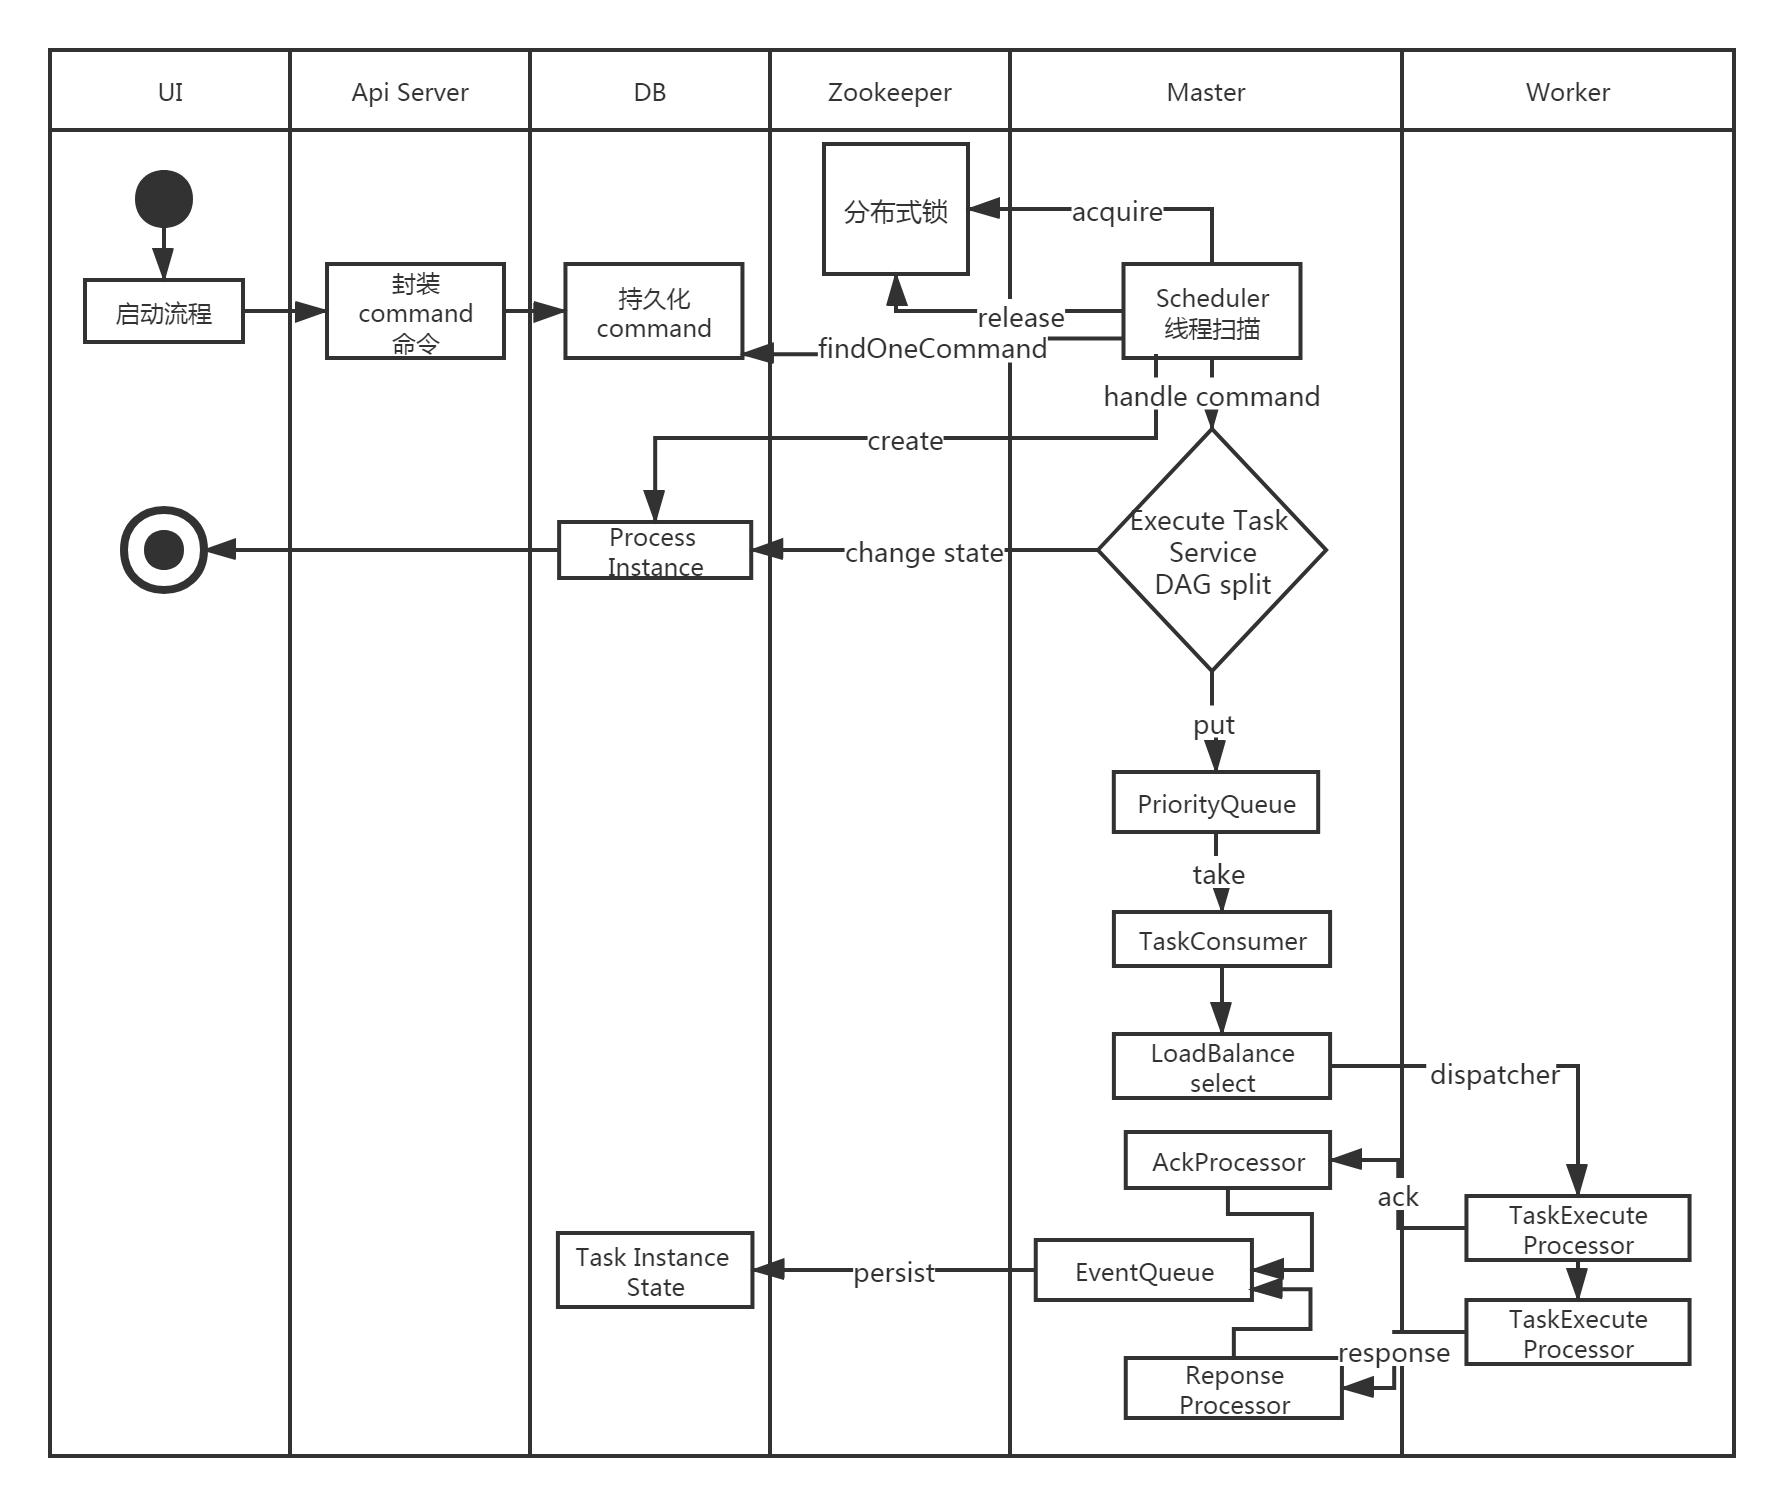 UI
Api Server
DB
Zookeeper
Master
Worker
分布式锁
acquire
启动流程
封装
command
命令
持久化
command
Scheduler
线程扫描
release
findOneCommand
handle command
create
Process
Instance
change state
Execute Task
Service
DAG split
put
PriorityQueue
take
TaskConsumer
LoadBalance
select
dispatcher
AckProcessor
ack
TaskExecute
Processor
Task Instance
State
persist
EventQueue
TaskExecute
Processor
response
Reponse
Processor